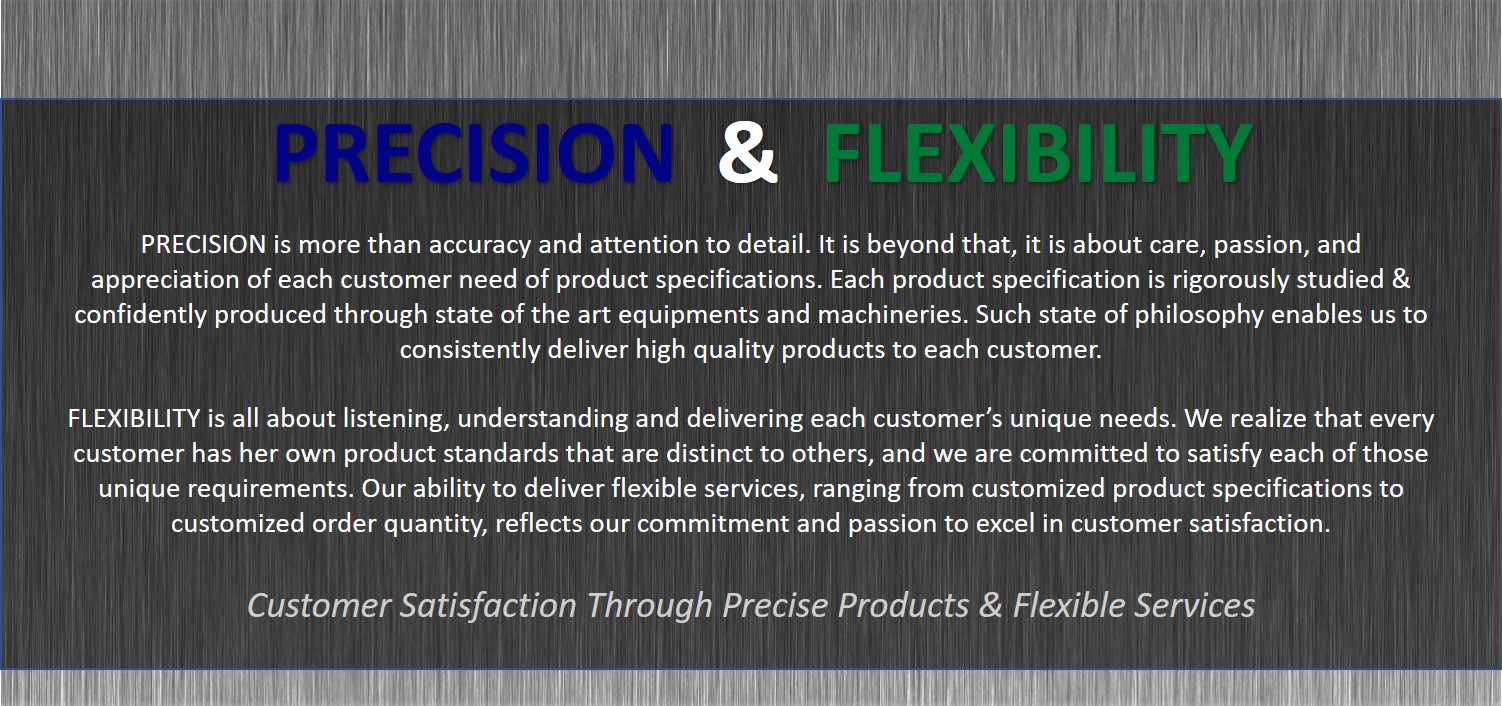 PRECISION & FLEXIBILITY
PRECISION is more than accuracy and attention to detail. It is beyond that, it is about care, passion, and
appreciation of each customer need of product specifications. Each product specification is rigorously studied &
confidently produced through state of the art equipments and machineries. Such state of philosophy enables us to
consistently deliver high quality products to each customer.
FLEXIBILITY is all about listening, understanding and delivering each customer’s unique needs. We realize that every
customer has her own product standards that are distinct to others, and we are committed to satisfy each of those
unique requirements. Our ability to deliver flexible services, ranging from customized product specifications to
customized order quantity, reflects our commitment and passion to excel in customer satisfaction.
Customer Satisfaction Through Precise Products & Flexible Services